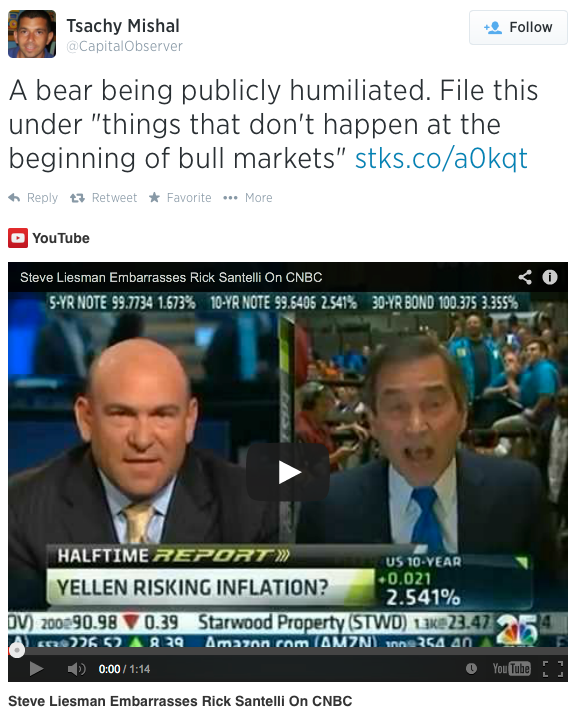 Tsachy Mishal
@CapitalObserver
Follow
A bear being publicly humiliated. File this
under "things that don't happen at the
beginning of bull markets" stks.co/a0kqt
Reply Retweet Favorite More
YouTube
Steve Liesman Embarrasses Rick Santelli On CNBC
5-YR NOTE 99.7734 1.673% 10-YR NOTE 99.6406 2.541% 30-YR BOND 100.375 3.355%
HALFTIME REPORT
YELLEN RISKING INFLATION?
US 10-YEAR
+0.021
2.541%
OV) 200@90.98 ▼ 0.39 Starwood Property (STWD) 1.3K@23.47
226.52 ▲ 8.39 Amazon.com (AMZN) 100@354.40
25
0:00 / 1:14
YouTube
Steve Liesman Embarrasses Rick Santelli On CNBC